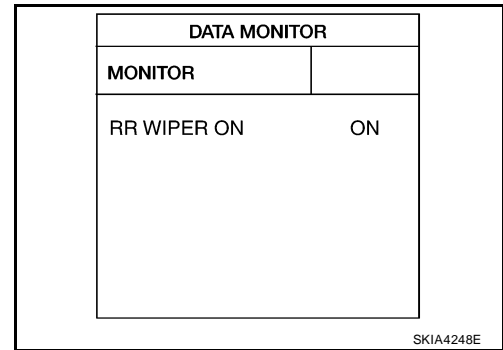 DATA MONITOR
MONITOR
RR WIPER ON ON
SKIA4248E